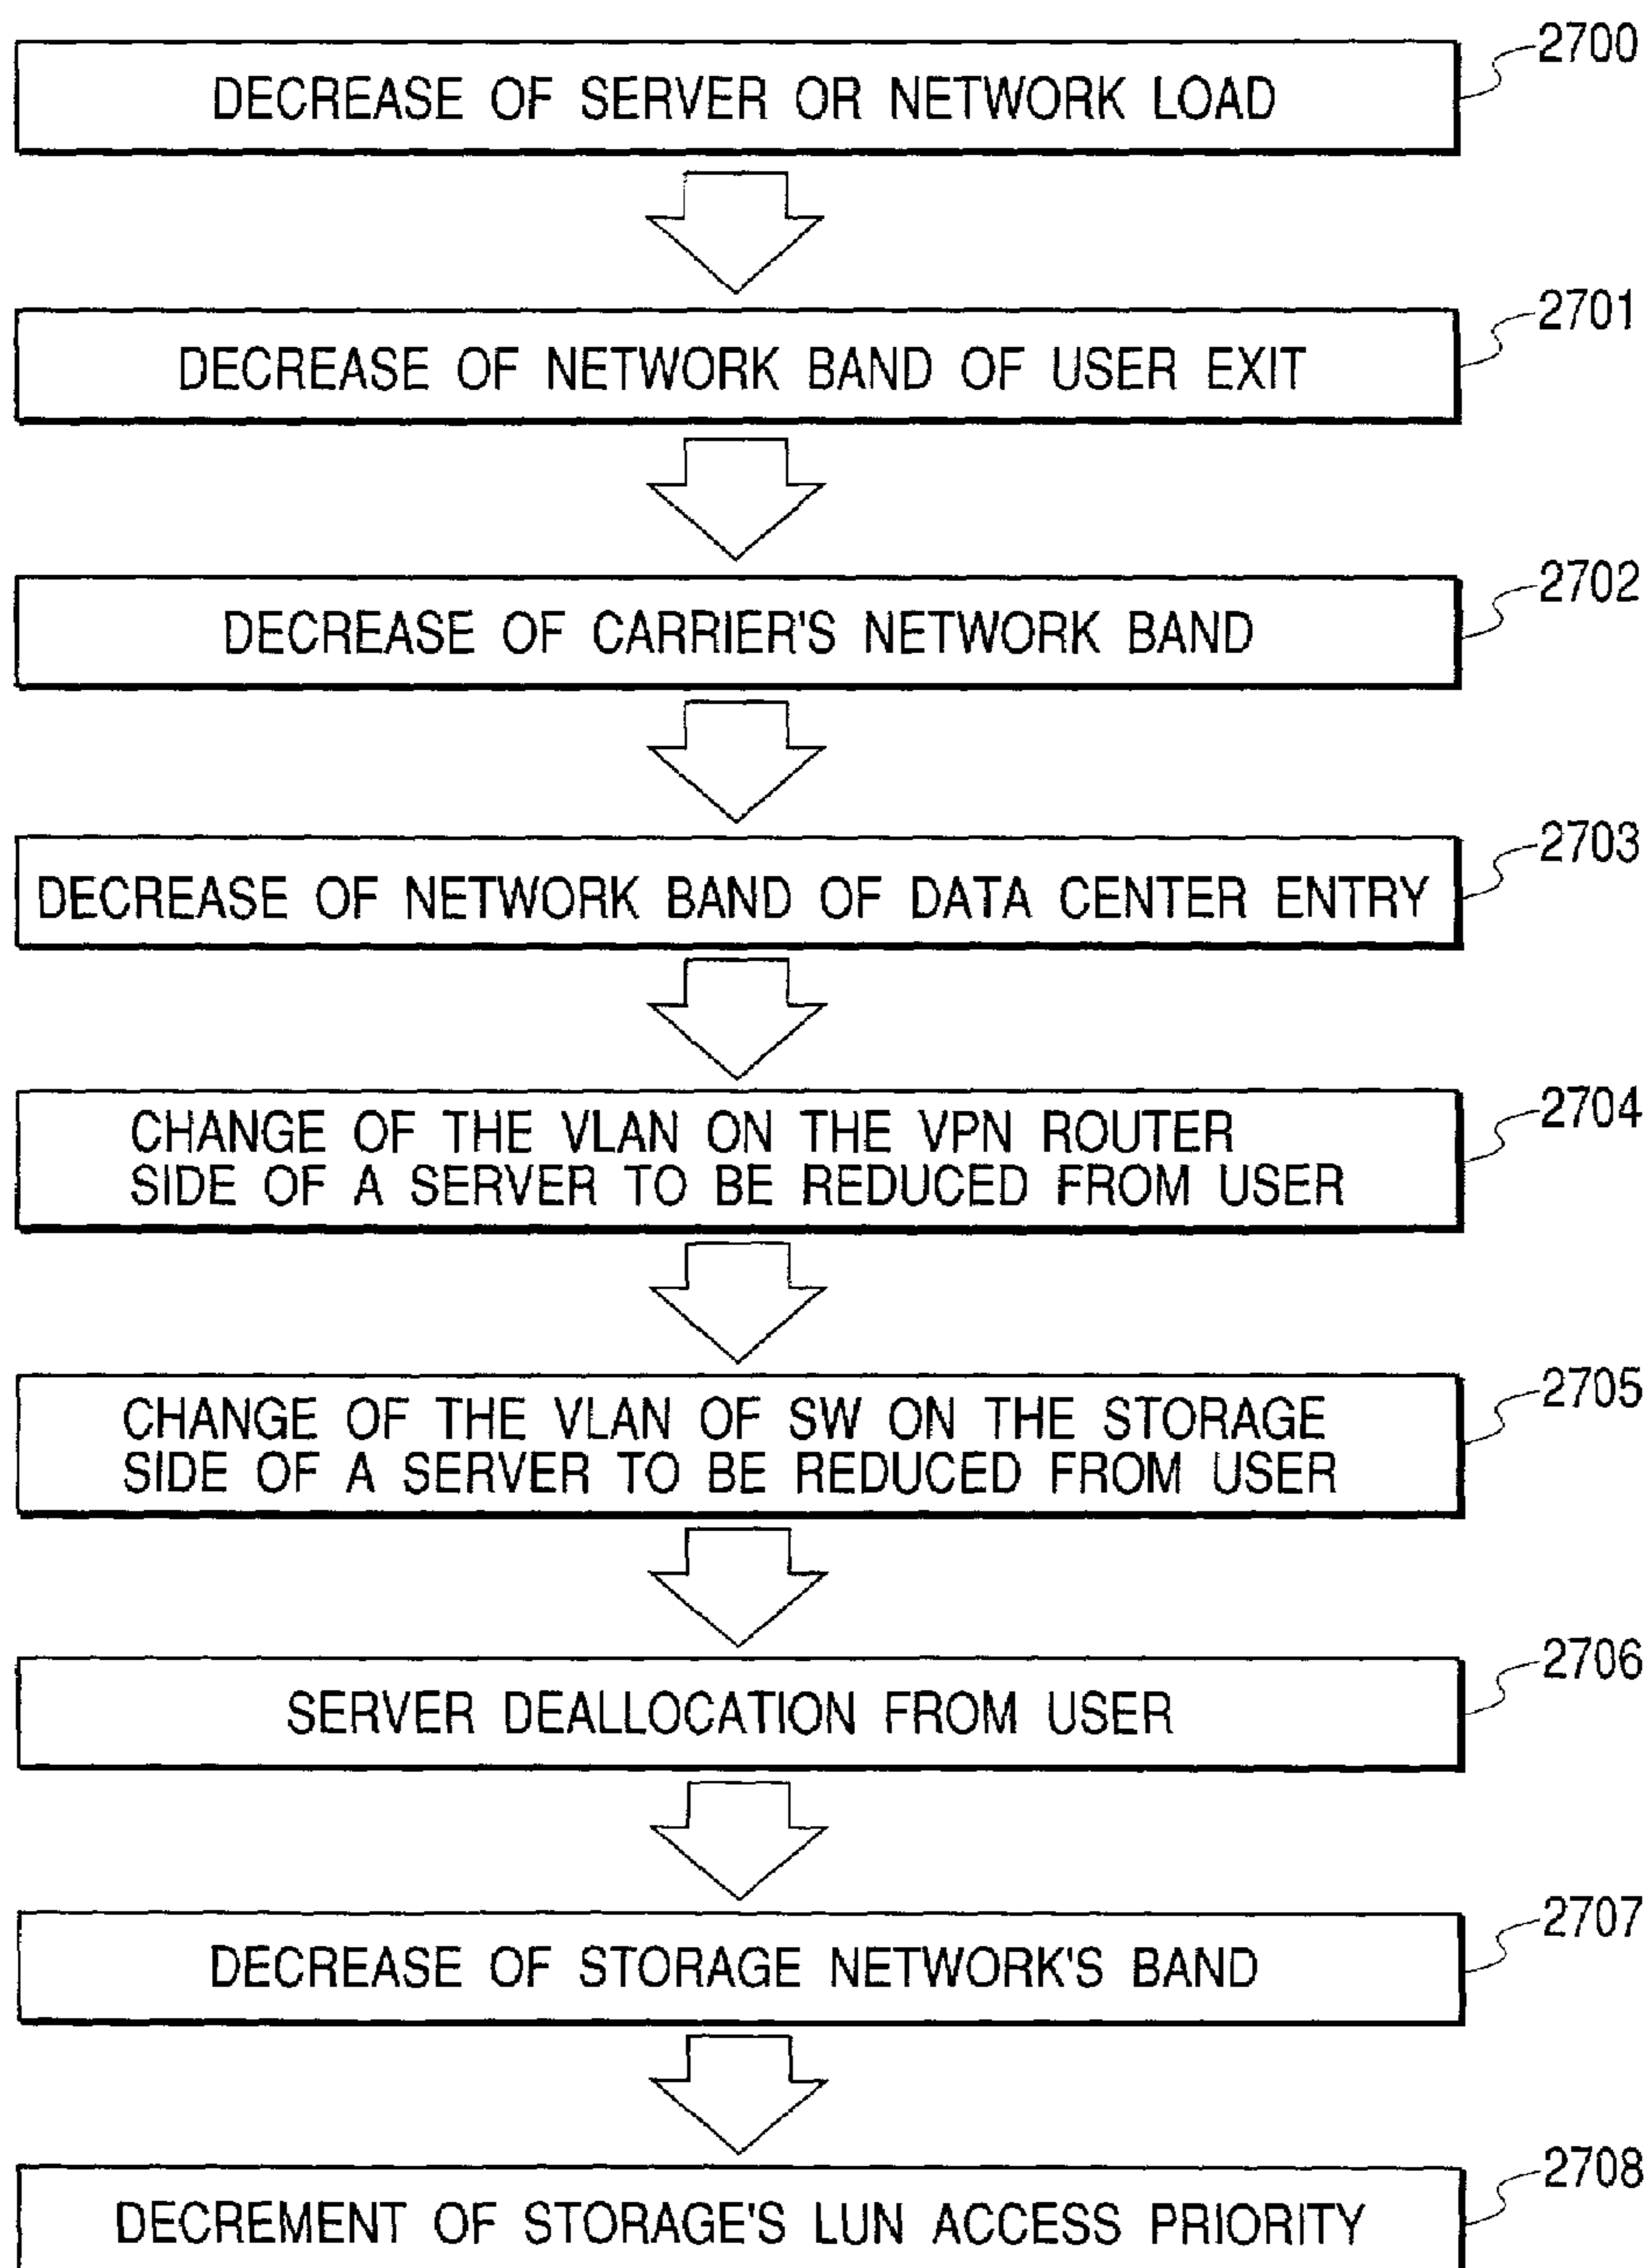 2700
DECREASE OF SERVER OR NETWORK LOAD
2701
DECREASE OF NETWORK BAND OF USER EXIT
2702
DECREASE OF CARRIER'S NETWORK BAND
2703
DECREASE OF NETWORK BAND OF DATA CENTER ENTRY
2704
CHANGE OF THE VLAN ON THE VPN ROUTER
SIDE OF A SERVER TO BE REDUCED FROM USER
2705
CHANGE OF THE VLAN OF SW ON THE STORAGE
SIDE OF A SERVER TO BE REDUCED FROM USER
2706
SERVER DEALLOCATION FROM USER
2707
DECREASE OF STORAGE NETWORK'S BAND
2708
DECREMENT OF STORAGE'S LUN ACCESS PRIORITY